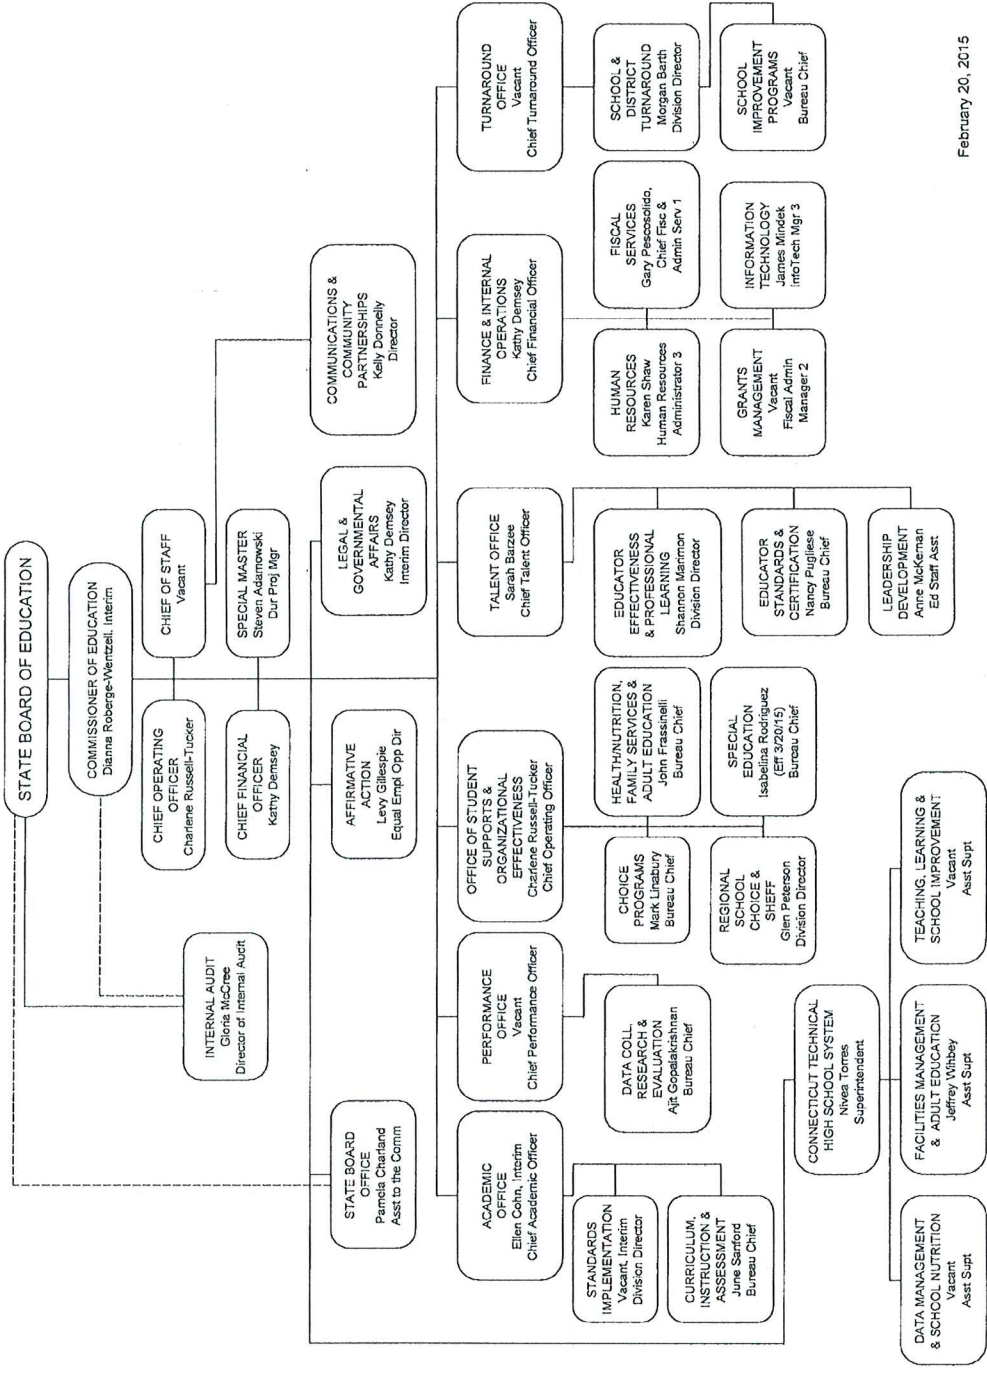 STATE BOARD OF EDUCATION
COMMISSIONER OF EDUCATION
Dianna Roberge-Wentzell, Interim
INTERNAL AUDIT
Gloria McCree
Director of Internal Audit
CHIEF OPERATING
OFFICER
Charlene Russell-Tucker
CHIEF OF STAFF
Vacant
CHIEF FINANCIAL
OFFICER
Kathy Demsey
SPECIAL MASTER
Steven Adamowski
Dur Proj Mgr
STATE BOARD
OFFICE
Pamela Charland
Asst to the Comm
AFFIRMATIVE
ACTION
Levy Gillespie
Equal Empl Opp Dir
LEGAL &
GOVERNMENTAL
AFFAIRS
Kathy Demsey
Interim Director
COMMUNICATIONS &
COMMUNITY
PARTNERSHIPS
Kelly Donnelly
Director
ACADEMIC
OFFICE
Ellen Cohn, Interim
Chief Academic Officer
PERFORMANCE
OFFICE
Vacant
Chief Performance Officer
OFFICE OF STUDENT
SUPPORTS &
ORGANIZATIONAL
EFFECTIVENESS
Charlene Russell-Tucker
Chief Operating Officer
TALENT OFFICE
Sarah Barzee
Chief Talent Officer
FINANCE & INTERNAL
OPERATIONS
Kathy Demsey
Chief Financial Officer
TURNAROUND
OFFICE
Vacant
Chief Turnaround Officer
STANDARDS
IMPLEMENTATION
Vacant, Interim
Division Director
CURRICULUM,
INSTRUCTION &
ASSESSMENT
June Sanford
Bureau Chief
DATA COLL,
RESEARCH &
EVALUATION
Ajit Gopalakrishnan
Bureau Chief
CHOICE
PROGRAMS
Mark Linabury
Bureau Chief
HEALTH/NUTRITION,
FAMILY SERVICES &
ADULT EDUCATION
John Frassinelli
Bureau Chief
REGIONAL
SCHOOL
CHOICE &
SHEFF
Glen Peterson
Division Director
SPECIAL
EDUCATION
Isabelina Rodriguez
(Eff 3/20/15)
Bureau Chief
EDUCATOR
EFFECTIVENESS
& PROFESSIONAL
LEARNING
Shannon Marimon
Division Director
EDUCATOR
STANDARDS &
CERTIFICATION
Nancy Pugliese
Bureau Chief
LEADERSHIP
DEVELOPMENT
Anne McKernan
Ed Staff Asst
HUMAN
RESOURCES
Karen Shaw
Human Resources
Administrator 3
FISCAL
SERVICES
Gary Pescosolido,
Chief Fisc &
Admin Serv 1
GRANTS
MANAGEMENT
Vacant
Fiscal Admin
Manager 2
INFORMATION
TECHNOLOGY
James Mindek
InfoTech Mgr 3
SCHOOL &
DISTRICT
TURNAROUND
Morgan Barth
Division Director
SCHOOL
IMPROVEMENT
PROGRAMS
Vacant
Bureau Chief
CONNECTICUT TECHNICAL
HIGH SCHOOL SYSTEM
Nivea Torres
Superintendent
DATA MANAGEMENT
& SCHOOL NUTRITION
Vacant
Asst Supt
FACILITIES MANAGEMENT
& ADULT EDUCATION
Jeffrey Wihbey
Asst Supt
TEACHING, LEARNING &
SCHOOL IMPROVEMENT
Vacant
Asst Supt
February 20, 2015